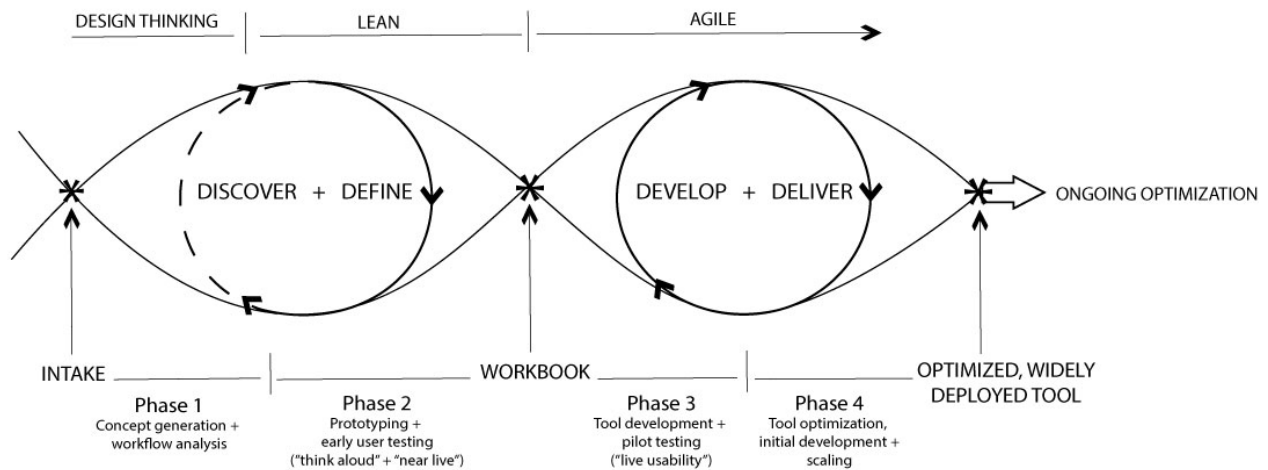 DESIGN THINKING
LEAN
AGILE
DISCOVER + DEFINE
DEVELOP + DELIVER
ONGOING OPTIMIZATION
INTAKE
WORKBOOK
OPTIMIZED, WIDELY
DEPLOYED TOOL
Phase 1
Concept generation +
workflow analysis
Phase 2
Prototyping +
early user testing
("think aloud" + "near live")
Phase 3
Tool development +
pilot testing
("live usability")
Phase 4
Tool optimization,
initial development +
scaling